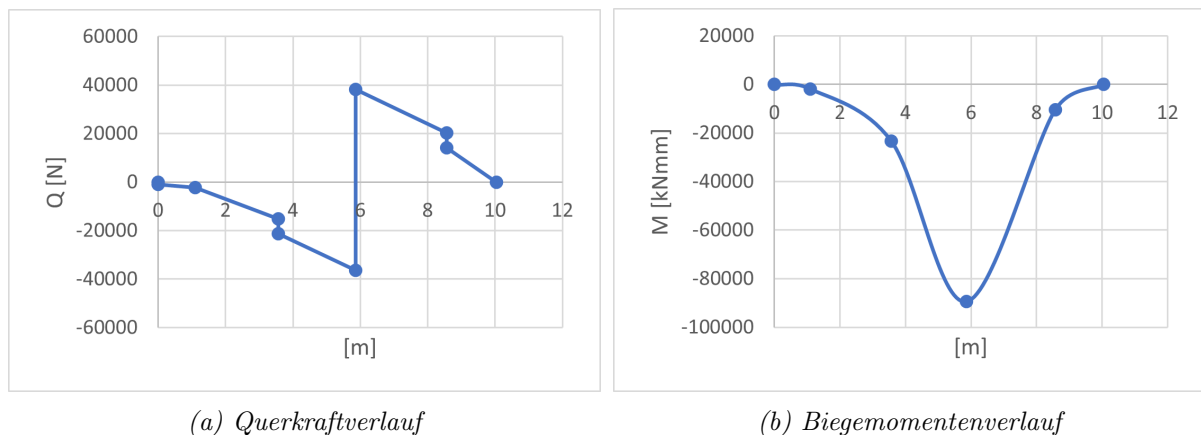 60000
40000
20000
0
-20000
-40000
-60000
0 2 4 6 8 10 12
Q [N]
[m]
20000
0
-20000
-40000
-60000
-80000
-100000
0 2 4 6 8 10 12
M [kNmm]
[m]
(a) Querkraftverlauf
(b) Biegemomentenverlauf